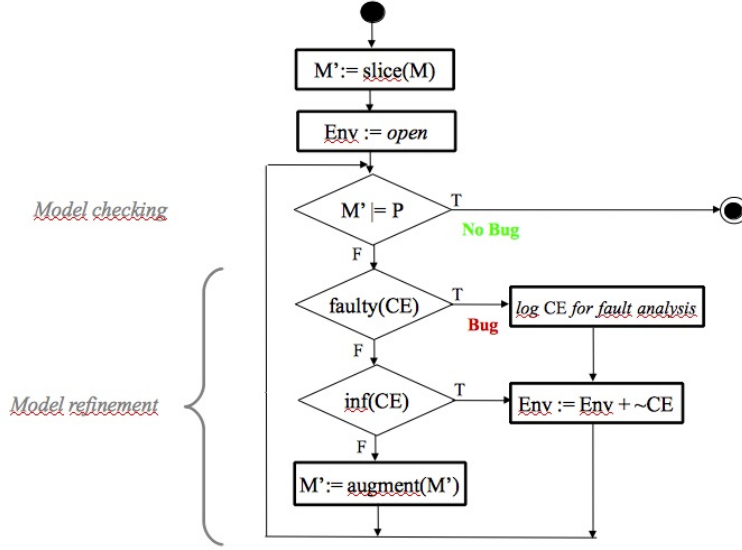 M’:= slice(M)
Env := open
Model checking
M’ |= P
T
No Bug
F
faulty(CE)
T
Bug
log CE for fault analysis
F
Model refinement
inf(CE)
T
Env := Env + ~CE
F
M’:= augment(M’)